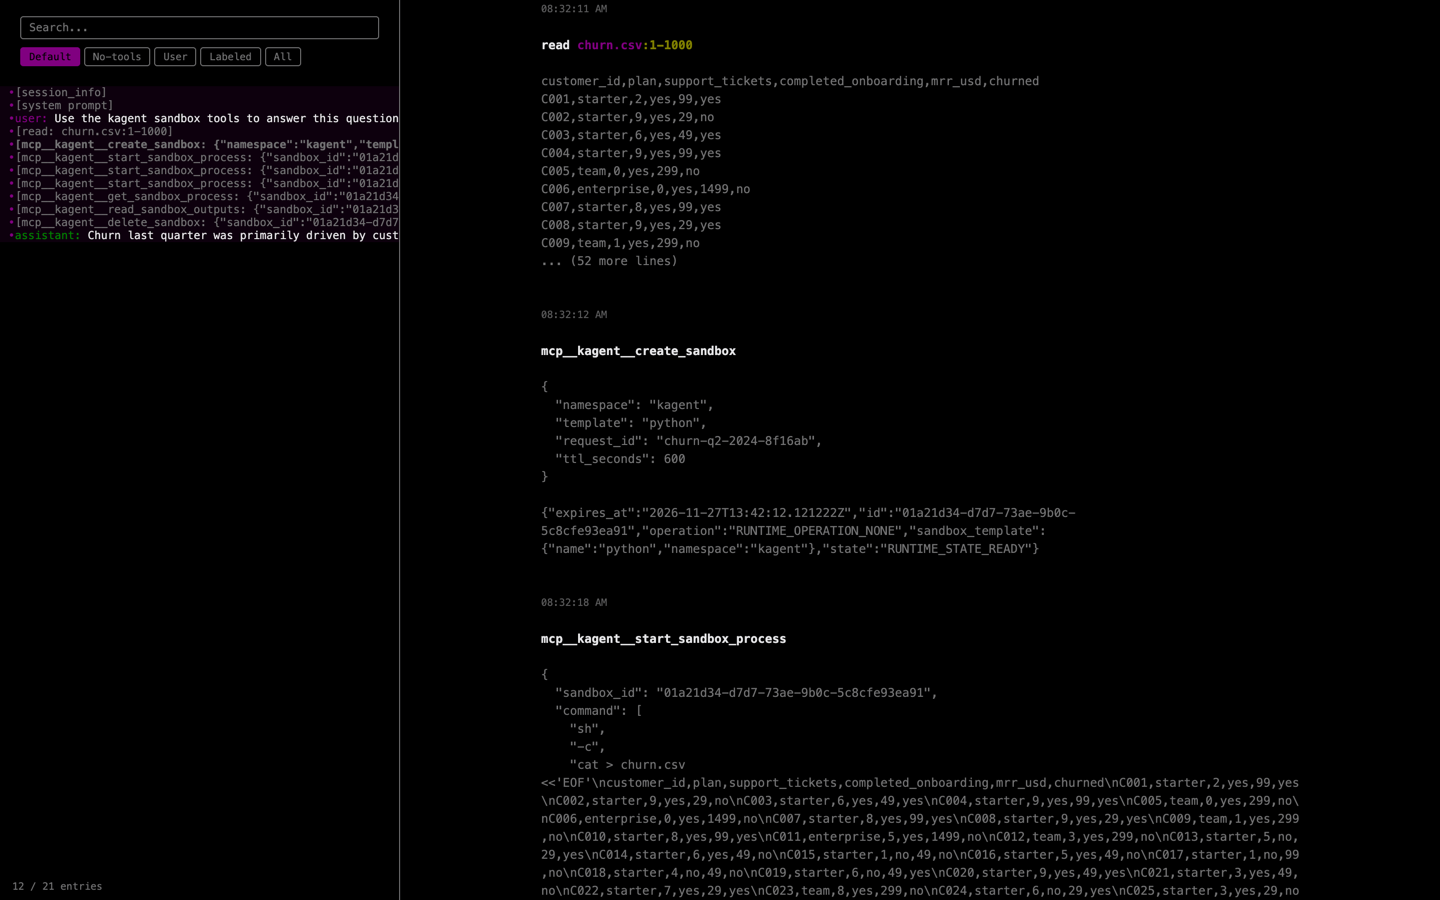 Search...
Default No-tools User Labeled All
•[session_info]
•[system prompt]
•user: Use the kagent sandbox tools to answer this question
•[read: churn.csv:1-1000]
•[mcp__kagent__create_sandbox: {"namespace":"kagent","templ
•[mcp__kagent__start_sandbox_process: {"sandbox_id":"01a21d
•[mcp__kagent__start_sandbox_process: {"sandbox_id":"01a21d
•[mcp__kagent__start_sandbox_process: {"sandbox_id":"01a21d
•[mcp__kagent__get_sandbox_process: {"sandbox_id":"01a21d34
•[mcp__kagent__read_sandbox_outputs: {"sandbox_id":"01a21d3
•[mcp__kagent__delete_sandbox: {"sandbox_id":"01a21d34-d7d7
•assistant: Churn last quarter was primarily driven by cust
12 / 21 entries
08:32:11 AM
read churn.csv:1-1000
customer_id,plan,support_tickets,completed_onboarding,mrr_usd,churned
C001,starter,2,yes,99,yes
C002,starter,9,yes,29,no
C003,starter,6,yes,49,yes
C004,starter,9,yes,99,yes
C005,team,0,yes,299,no
C006,enterprise,0,yes,1499,no
C007,starter,8,yes,99,yes
C008,starter,9,yes,29,yes
C009,team,1,yes,299,no
... (52 more lines)
08:32:12 AM
mcp__kagent__create_sandbox
{
"namespace": "kagent",
"template": "python",
"request_id": "churn-q2-2024-8f16ab",
"ttl_seconds": 600
}
{"expires_at":"2026-11-27T13:42:12.121222Z","id":"01a21d34-d7d7-73ae-9b0c-
5c8cfe93ea91","operation":"RUNTIME_OPERATION_NONE","sandbox_template":
{"name":"python","namespace":"kagent"},"state":"RUNTIME_STATE_READY"}
08:32:18 AM
mcp__kagent__start_sandbox_process
{
"sandbox_id": "01a21d34-d7d7-73ae-9b0c-5c8cfe93ea91",
"command": [
"sh",
"-c",
"cat > churn.csv
<<'EOF'\ncustomer_id,plan,support_tickets,completed_onboarding,mrr_usd,churned\nC001,starter,2,yes,99,yes
\nC002,starter,9,yes,29,no\nC003,starter,6,yes,49,yes\nC004,starter,9,yes,99,yes\nC005,team,0,yes,299,no\
nC006,enterprise,0,yes,1499,no\nC007,starter,8,yes,99,yes\nC008,starter,9,yes,29,yes\nC009,team,1,yes,299
,no\nC010,starter,8,yes,99,yes\nC011,enterprise,5,yes,1499,no\nC012,team,3,yes,299,no\nC013,starter,5,no,
29,yes\nC014,starter,6,yes,49,no\nC015,starter,1,no,49,no\nC016,starter,5,yes,49,no\nC017,starter,1,no,99
,no\nC018,starter,4,no,49,no\nC019,starter,6,no,49,yes\nC020,starter,9,yes,49,yes\nC021,starter,3,yes,49,
no\nC022,starter,7,yes,29,yes\nC023,team,8,yes,299,no\nC024,starter,6,no,29,yes\nC025,starter,3,yes,29,no